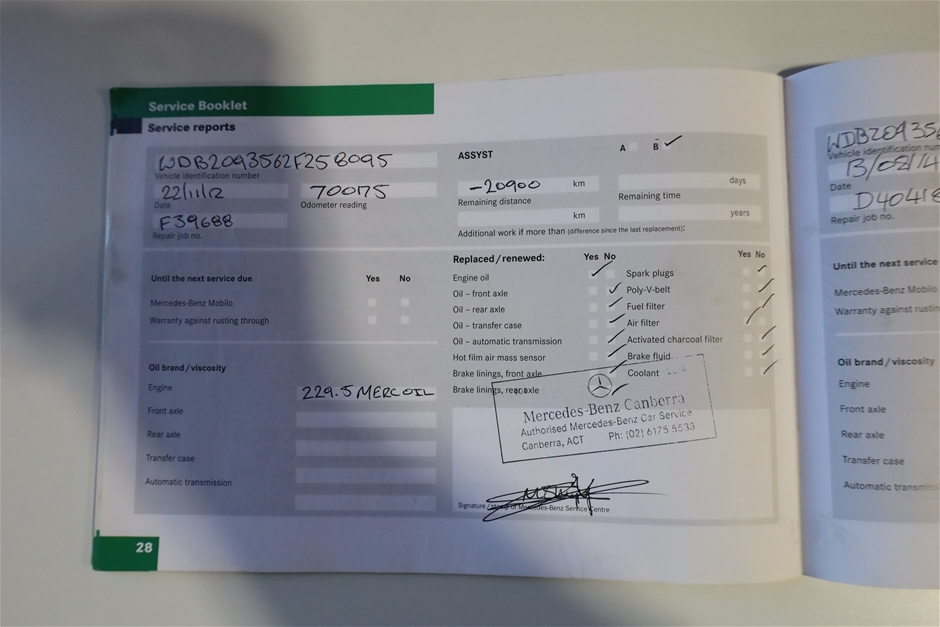 Service Booklet
Service reports
WDB2093562F258095
Vehicle identification number
22/11/12
70075
Date
Odometer reading
F39688
Repair job no.
ASSYST
A B
-20900 km
days
Remaining distance
Remaining time
km
years
Additional work if more than (difference since the last replacement):
Until the next service due Yes No
Mercedes-Benz Mobilo
Warranty against rusting through
Oil brand/viscosity
Engine 229.5 MERC OIL
Front axle
Rear axle
Transfer case
Automatic transmission
Replaced/renewed: Yes No
Yes No
Engine oil
Spark plugs
Oil – front axle
Poly-V-belt
Oil – rear axle
Fuel filter
Oil – transfer case
Air filter
Oil – automatic transmission
Activated charcoal filter
Hot film air mass sensor
Brake fluid
Brake linings, front axle
Coolant
Brake linings, rear axle
Mercedes-Benz Canberra
Authorised Mercedes-Benz Car Service
Canberra, ACT Ph: (02) 6175 5533
Signature / stamp of Mercedes-Benz Service Centre
28
WDB20935
Vehicle identification num
Date
D40418
Repair job no.
Until the next service
Mercedes-Benz Mobilo
Warranty against rustin
Oil brand/viscosity
Engine
Front axle
Rear axle
Transfer case
Automatic transmiss